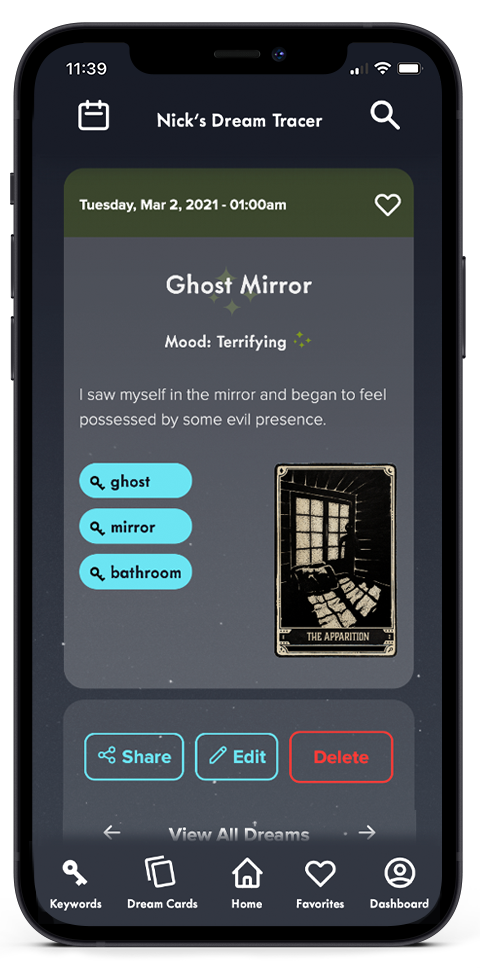 11:39
Nick's Dream Tracer
Tuesday, Mar 2, 2021 - 01:00am
Ghost Mirror
Mood: Terrifying
I saw myself in the mirror and began to feel
possessed by some evil presence.
ghost
mirror
bathroom
THE APPARITION
Share Edit Delete
View All Dreams
Keywords Dream Cards Home Favorites Dashboard